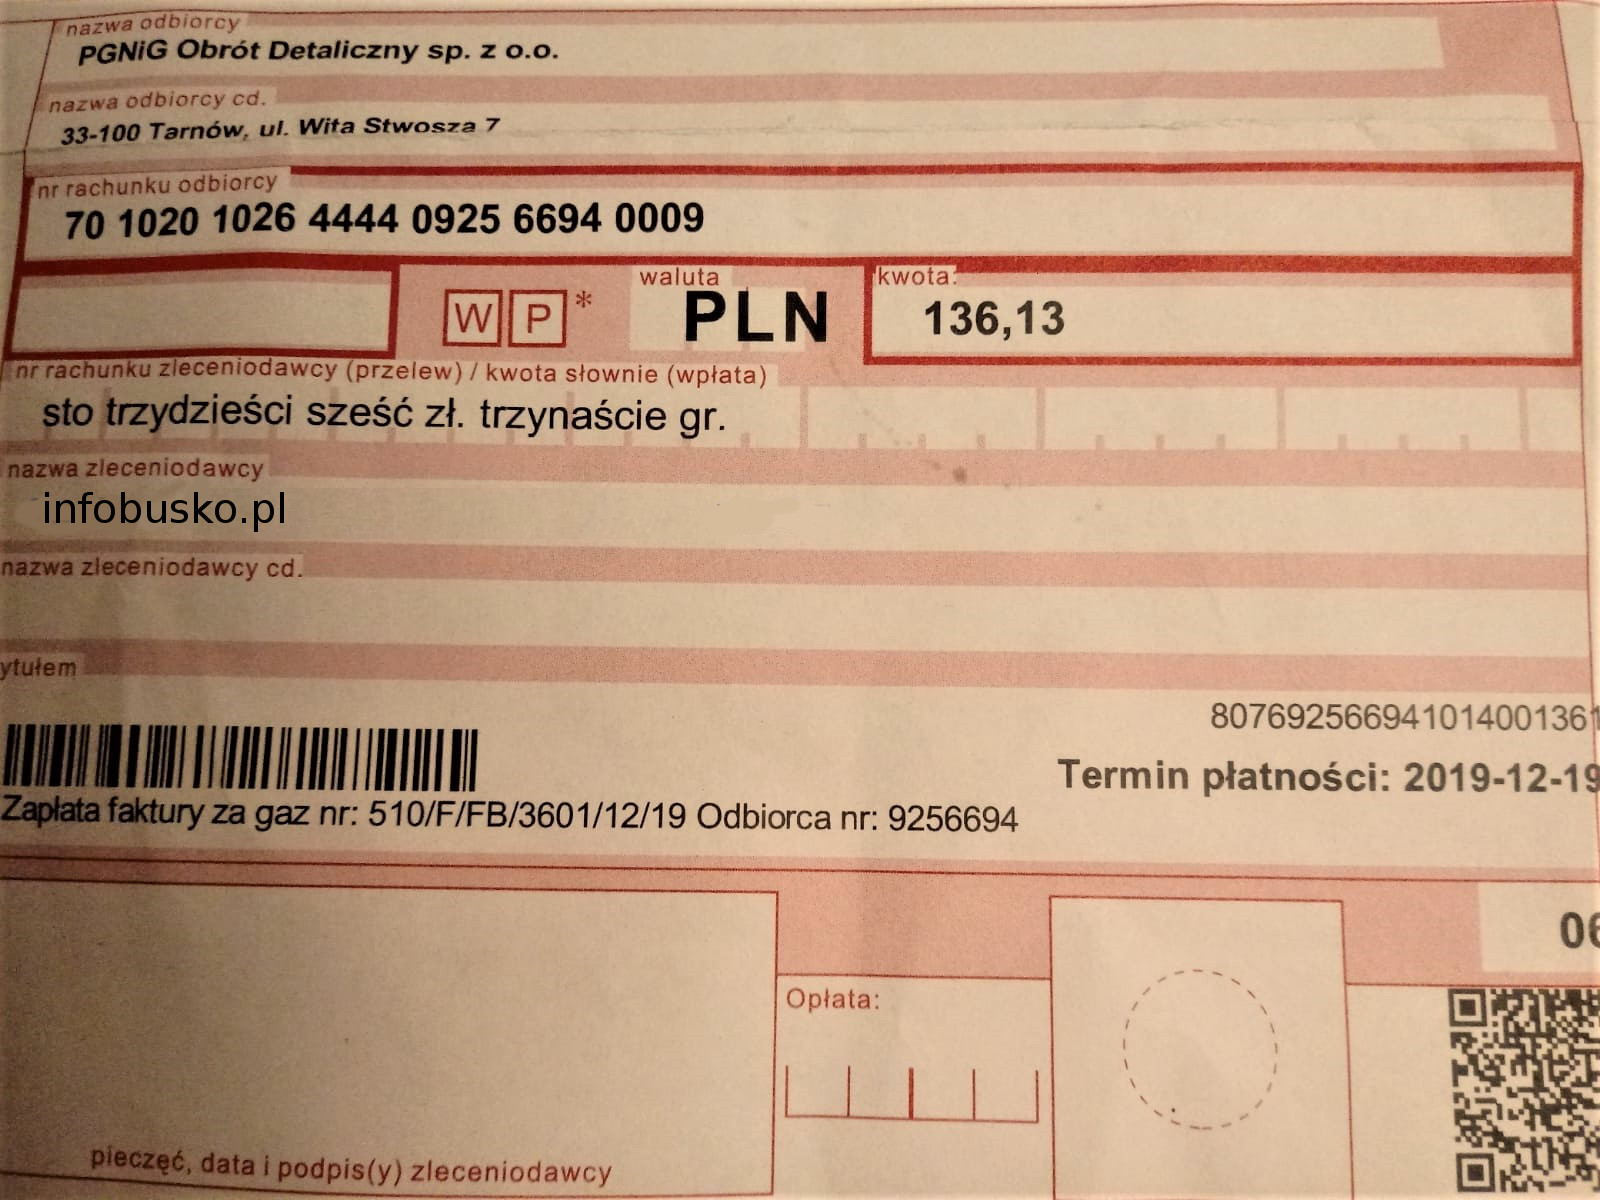 nazwa odbiorcy
PGNiG Obrót Detaliczny sp. z o.o.
nazwa odbiorcy cd.
33-100 Tarnów, ul. Wita Stwosza 7
nr rachunku odbiorcy
70 1020 1026 4444 0925 6694 0009
W P * waluta PLN kwota: 136,13
nr rachunku zleceniodawcy (przelew) / kwota słownie (wpłata)
sto trzydzieści sześć zł. trzynaście gr.
nazwa zleceniodawcy
infobusko.pl
nazwa zleceniodawcy cd.
ytułem
807692566941014001361
Termin płatności: 2019-12-19
Zapłata faktury za gaz nr: 510/F/FB/3601/12/19 Odbiorca nr: 9256694
06
Opłata:
pieczęć, data i podpis(y) zleceniodawcy